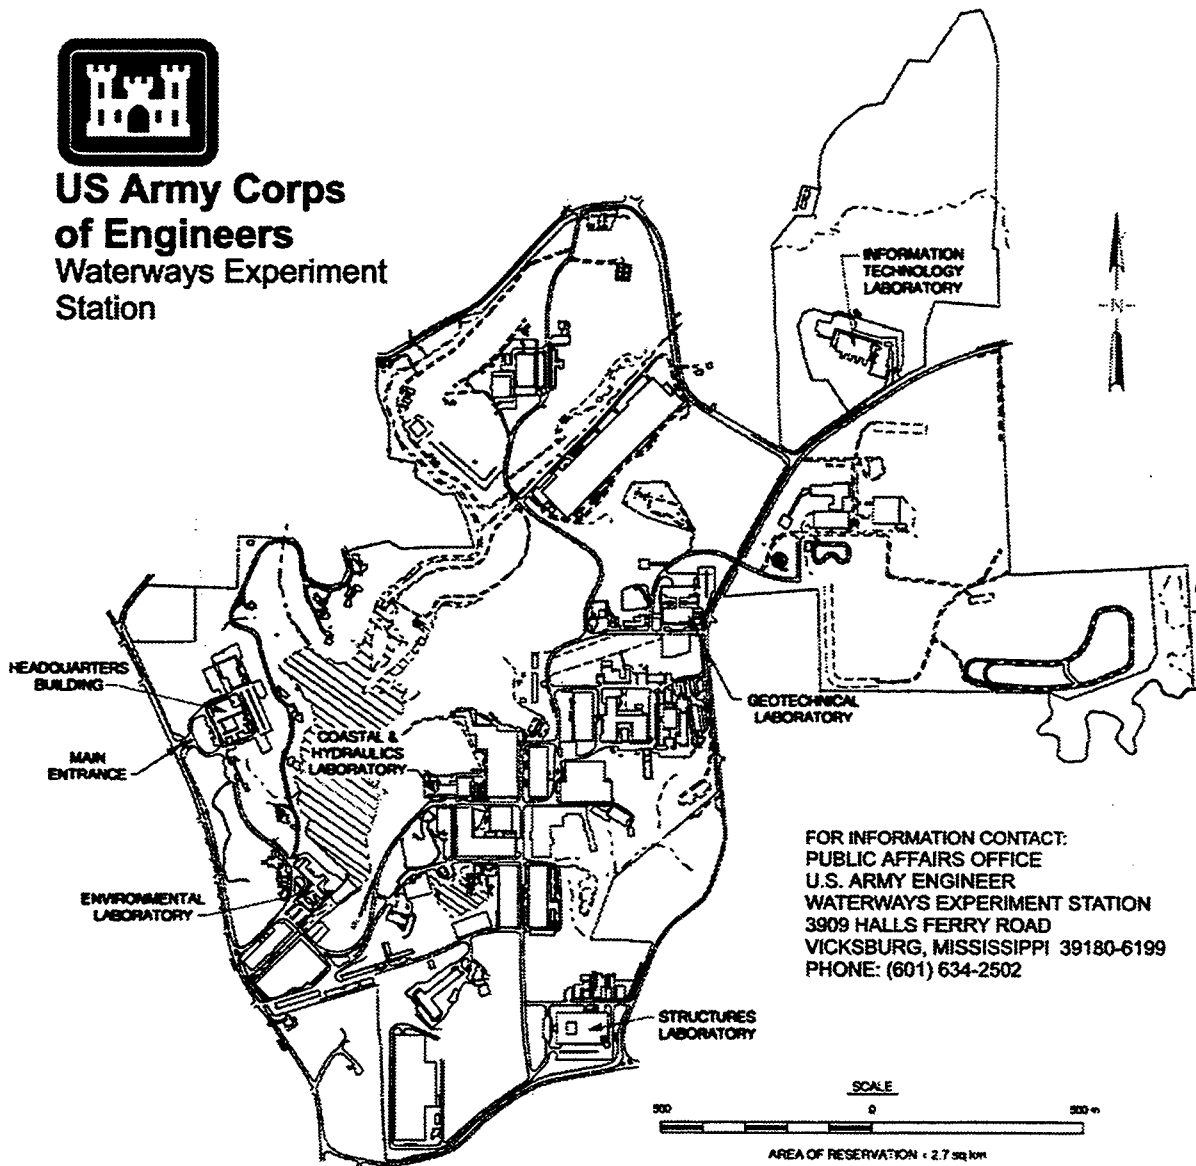 US Army Corps
of Engineers
Waterways Experiment
Station
INFORMATION
TECHNOLOGY
LABORATORY
N
HEADQUARTERS
BUILDING
MAIN
ENTRANCE
COASTAL &
HYDRAULICS
LABORATORY
GEOTECHNICAL
LABORATORY
ENVIRONMENTAL
LABORATORY
STRUCTURES
LABORATORY
FOR INFORMATION CONTACT:
PUBLIC AFFAIRS OFFICE
U.S. ARMY ENGINEER
WATERWAYS EXPERIMENT STATION
3909 HALLS FERRY ROAD
VICKSBURG, MISSISSIPPI 39180-6199
PHONE: (601) 634-2502
SCALE
500 0 500 m
AREA OF RESERVATION = 2.7 sq km